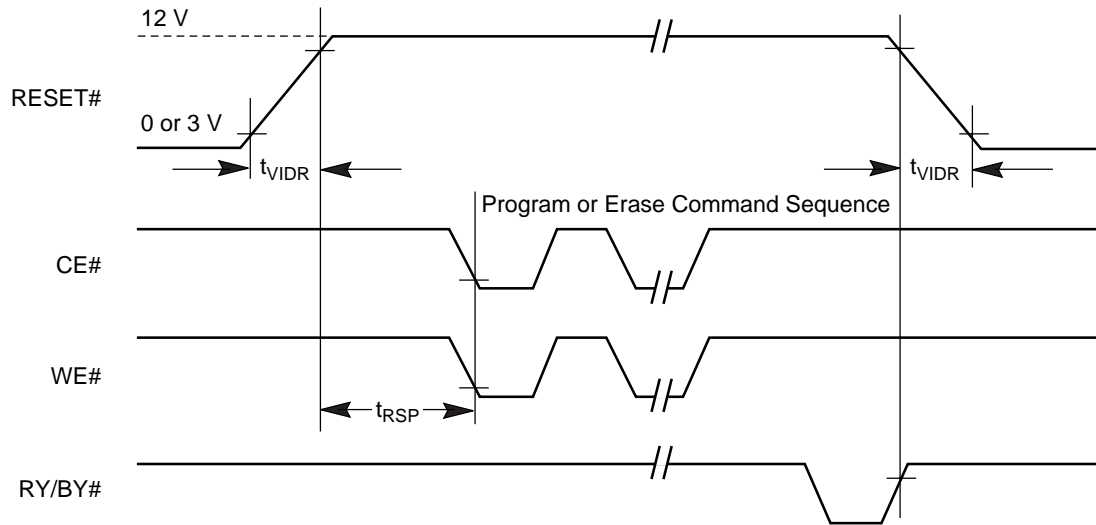 12 V
RESET#
0 or 3 V
tVIDR
tVIDR
Program or Erase Command Sequence
CE#
WE#
tRSP
RY/BY#